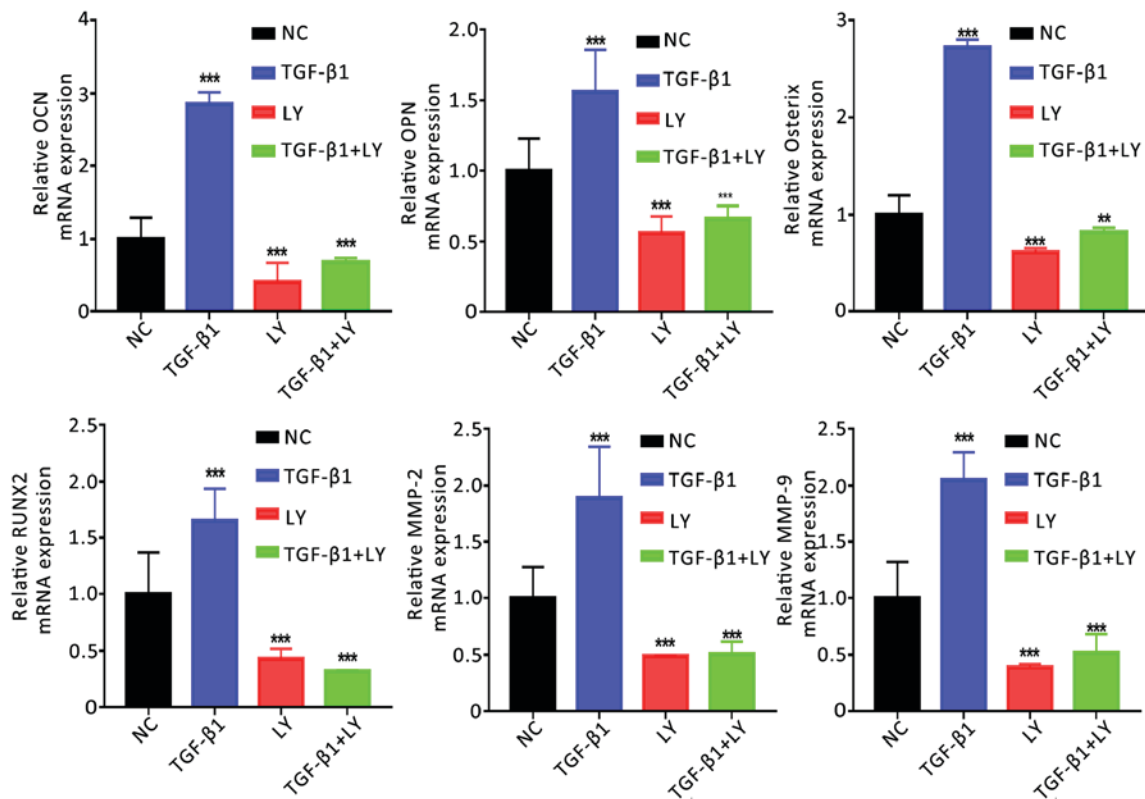 Relative OCN
mRNA expression
4
3
2
1
0
***
***
***
NC
TGF-β1
LY
TGF-β1+LY
NC
TGF-β1
LY
TGF-β1+LY
Relative OPN
mRNA expression
2.0
1.5
1.0
0.5
0
***
***
***
NC
TGF-β1
LY
TGF-β1+LY
NC
TGF-β1
LY
TGF-β1+LY
Relative Osterix
mRNA expression
3
2
1
0
***
***
**
NC
TGF-β1
LY
TGF-β1+LY
NC
TGF-β1
LY
TGF-β1+LY
Relative RUNX2
mRNA expression
2.5
2.0
1.5
1.0
0.5
0
***
***
***
NC
TGF-β1
LY
TGF-β1+LY
NC
TGF-β1
LY
TGF-β1+LY
Relative MMP-2
mRNA expression
2.5
2.0
1.5
1.0
0.5
0
***
***
***
NC
TGF-β1
LY
TGF-β1+LY
NC
TGF-β1
LY
TGF-β1+LY
Relative MMP-9
mRNA expression
2.5
2.0
1.5
1.0
0.5
0
***
***
***
NC
TGF-β1
LY
TGF-β1+LY
NC
TGF-β1
LY
TGF-β1+LY